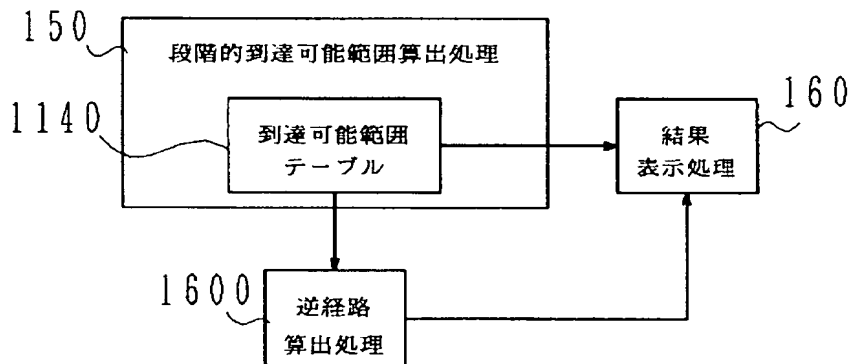 150
段階的到達可能範囲算出処理
1140
到達可能範囲
テーブル
160
結果
表示処理
1600
逆経路
算出処理